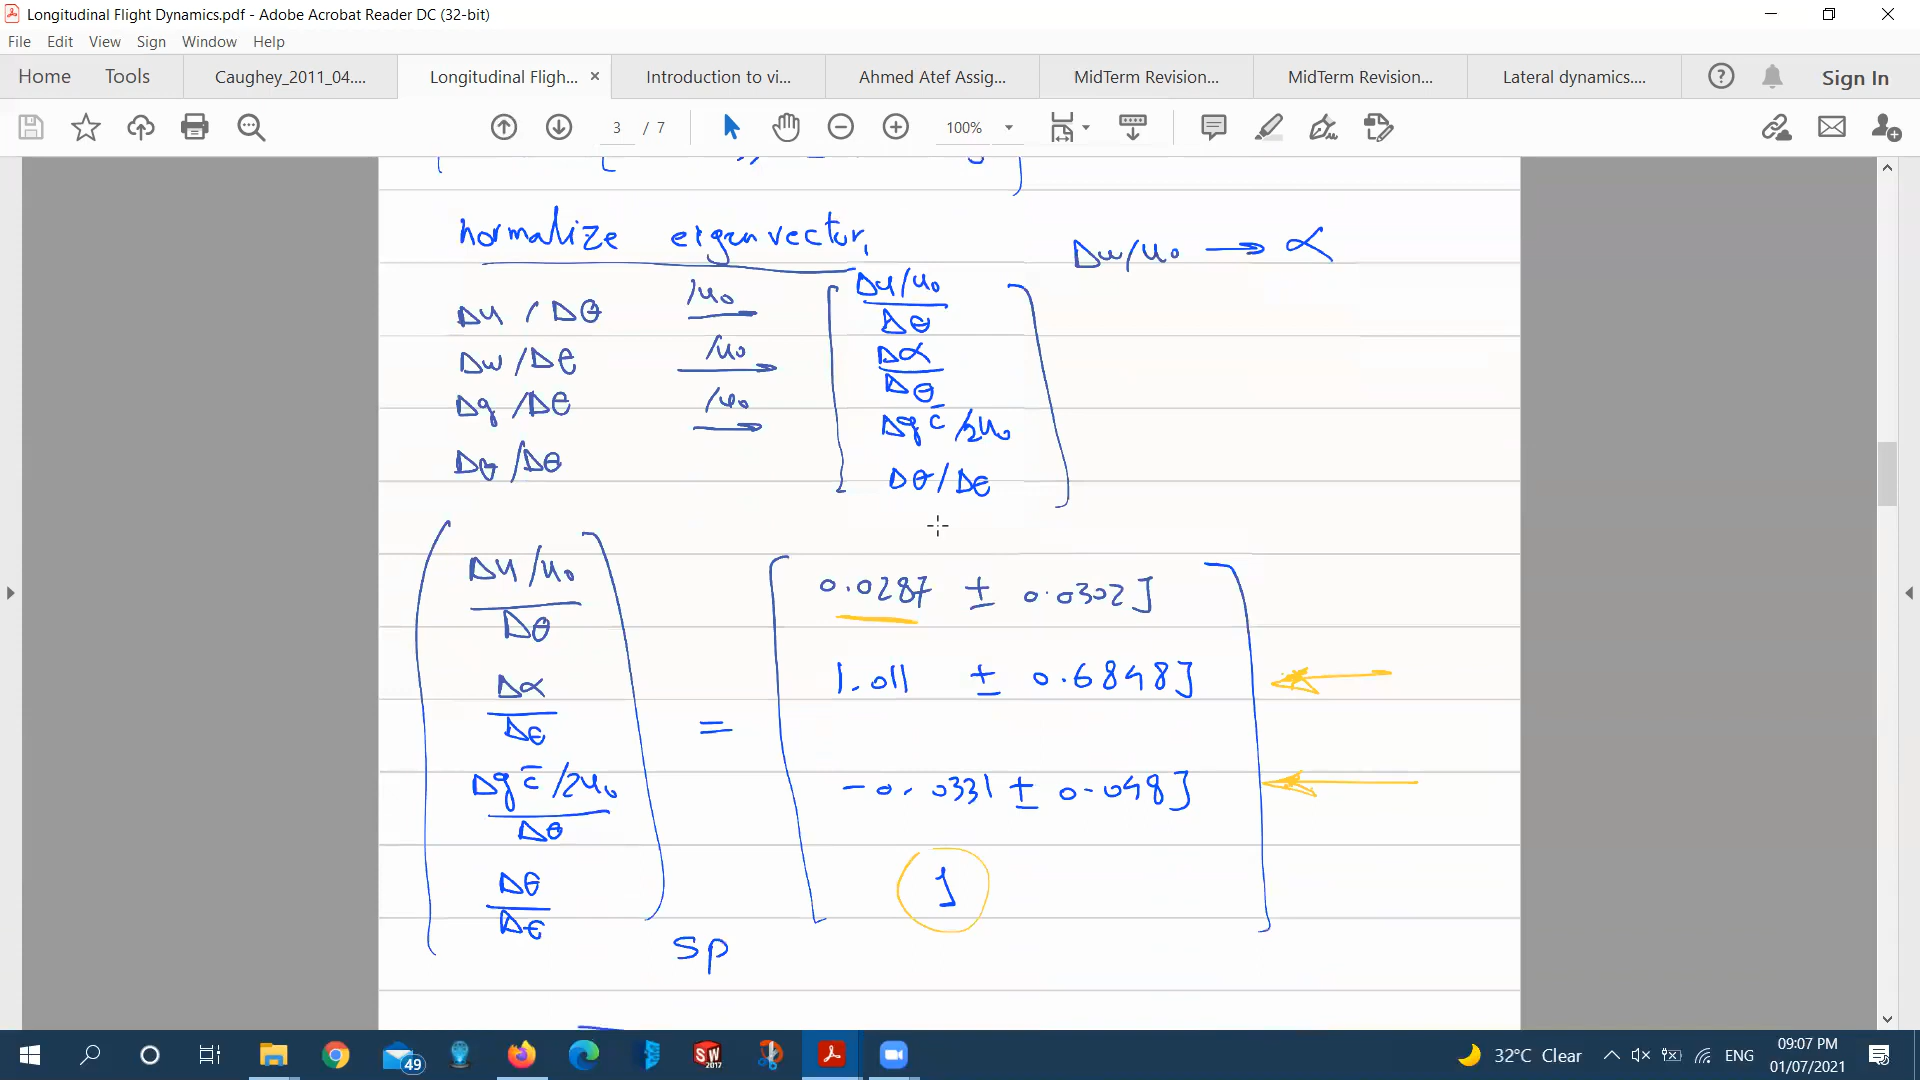 Longitudinal Flight Dynamics.pdf - Adobe Acrobat Reader DC (32-bit)
File Edit View Sign Window Help
Home Tools Caughey_2011_04.... Longitudinal Fligh... × Introduction to vi... Ahmed Atef Assig... MidTerm Revision... MidTerm Revision... Lateral dynamics.... Sign In
3 / 7 100%
normalize eigenvector, Δw/u₀ → α
Δu / Δθ /u₀ Δu/u₀ / Δθ
Δw / Δθ /u₀ Δα / Δθ
Δq / Δθ /u₀ Δq c̄ / 2u₀
Δθ / Δθ Δθ / Δθ
Δu/u₀ / Δθ 0.0287 ± 0.0302 j
Δα / Δθ 1.011 ± 0.6848 j
=
Δq c̄ / 2u₀ / Δθ -0.0331 ± 0.048 j
Δθ / Δθ 1
SP
49 SW 2017 32°C Clear ENG 09:07 PM
01/07/2021